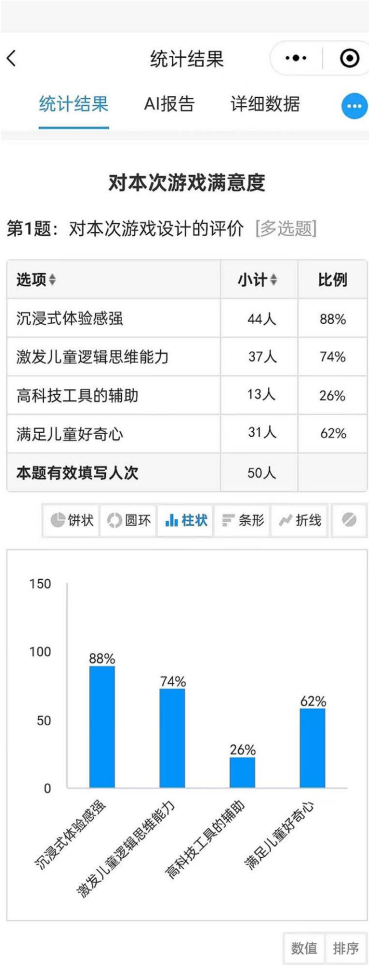 统计结果
统计结果 AI报告 详细数据
对本次游戏满意度
第1题：对本次游戏设计的评价 [多选题]
选项 小计 比例
沉浸式体验感强 44人 88%
激发儿童逻辑思维能力 37人 74%
高科技工具的辅助 13人 26%
满足儿童好奇心 31人 62%
本题有效填写人次 50人
饼状 圆环 柱状 条形 折线
150
100
50
0
88%
74%
26%
62%
沉浸式体验感强
激发儿童逻辑思维能力
高科技工具的辅助
满足儿童好奇心
数值 排序